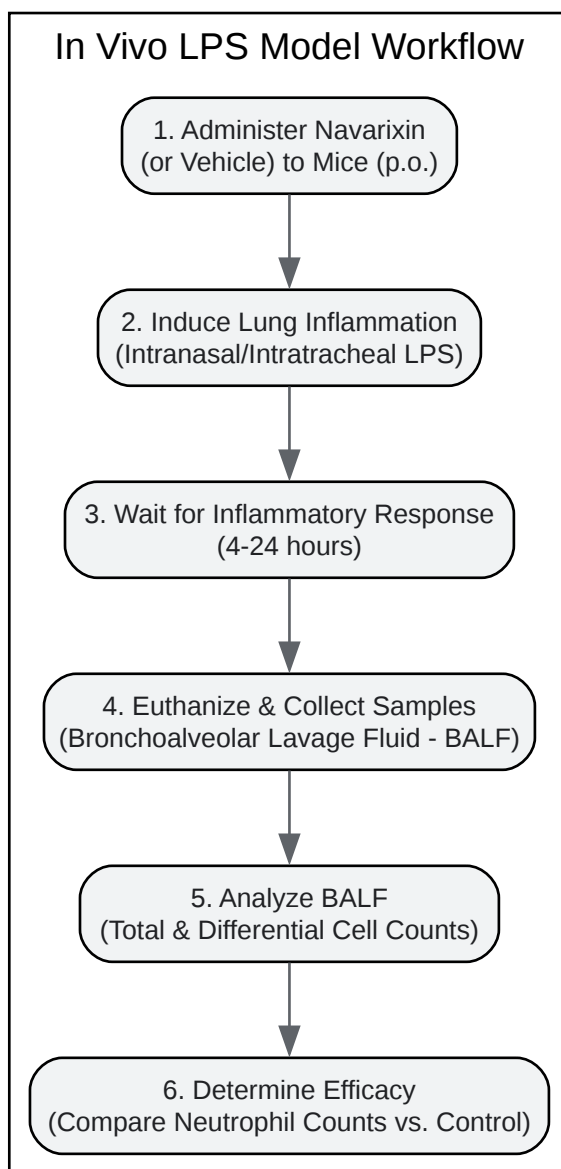 In Vivo LPS Model Workflow
1. Administer Navarixin
(or Vehicle) to Mice (p.o.)
2. Induce Lung Inflammation
(Intranasal/Intratracheal LPS)
3. Wait for Inflammatory Response
(4-24 hours)
4. Euthanize & Collect Samples
(Bronchoalveolar Lavage Fluid - BALF)
5. Analyze BALF
(Total & Differential Cell Counts)
6. Determine Efficacy
(Compare Neutrophil Counts vs. Control)